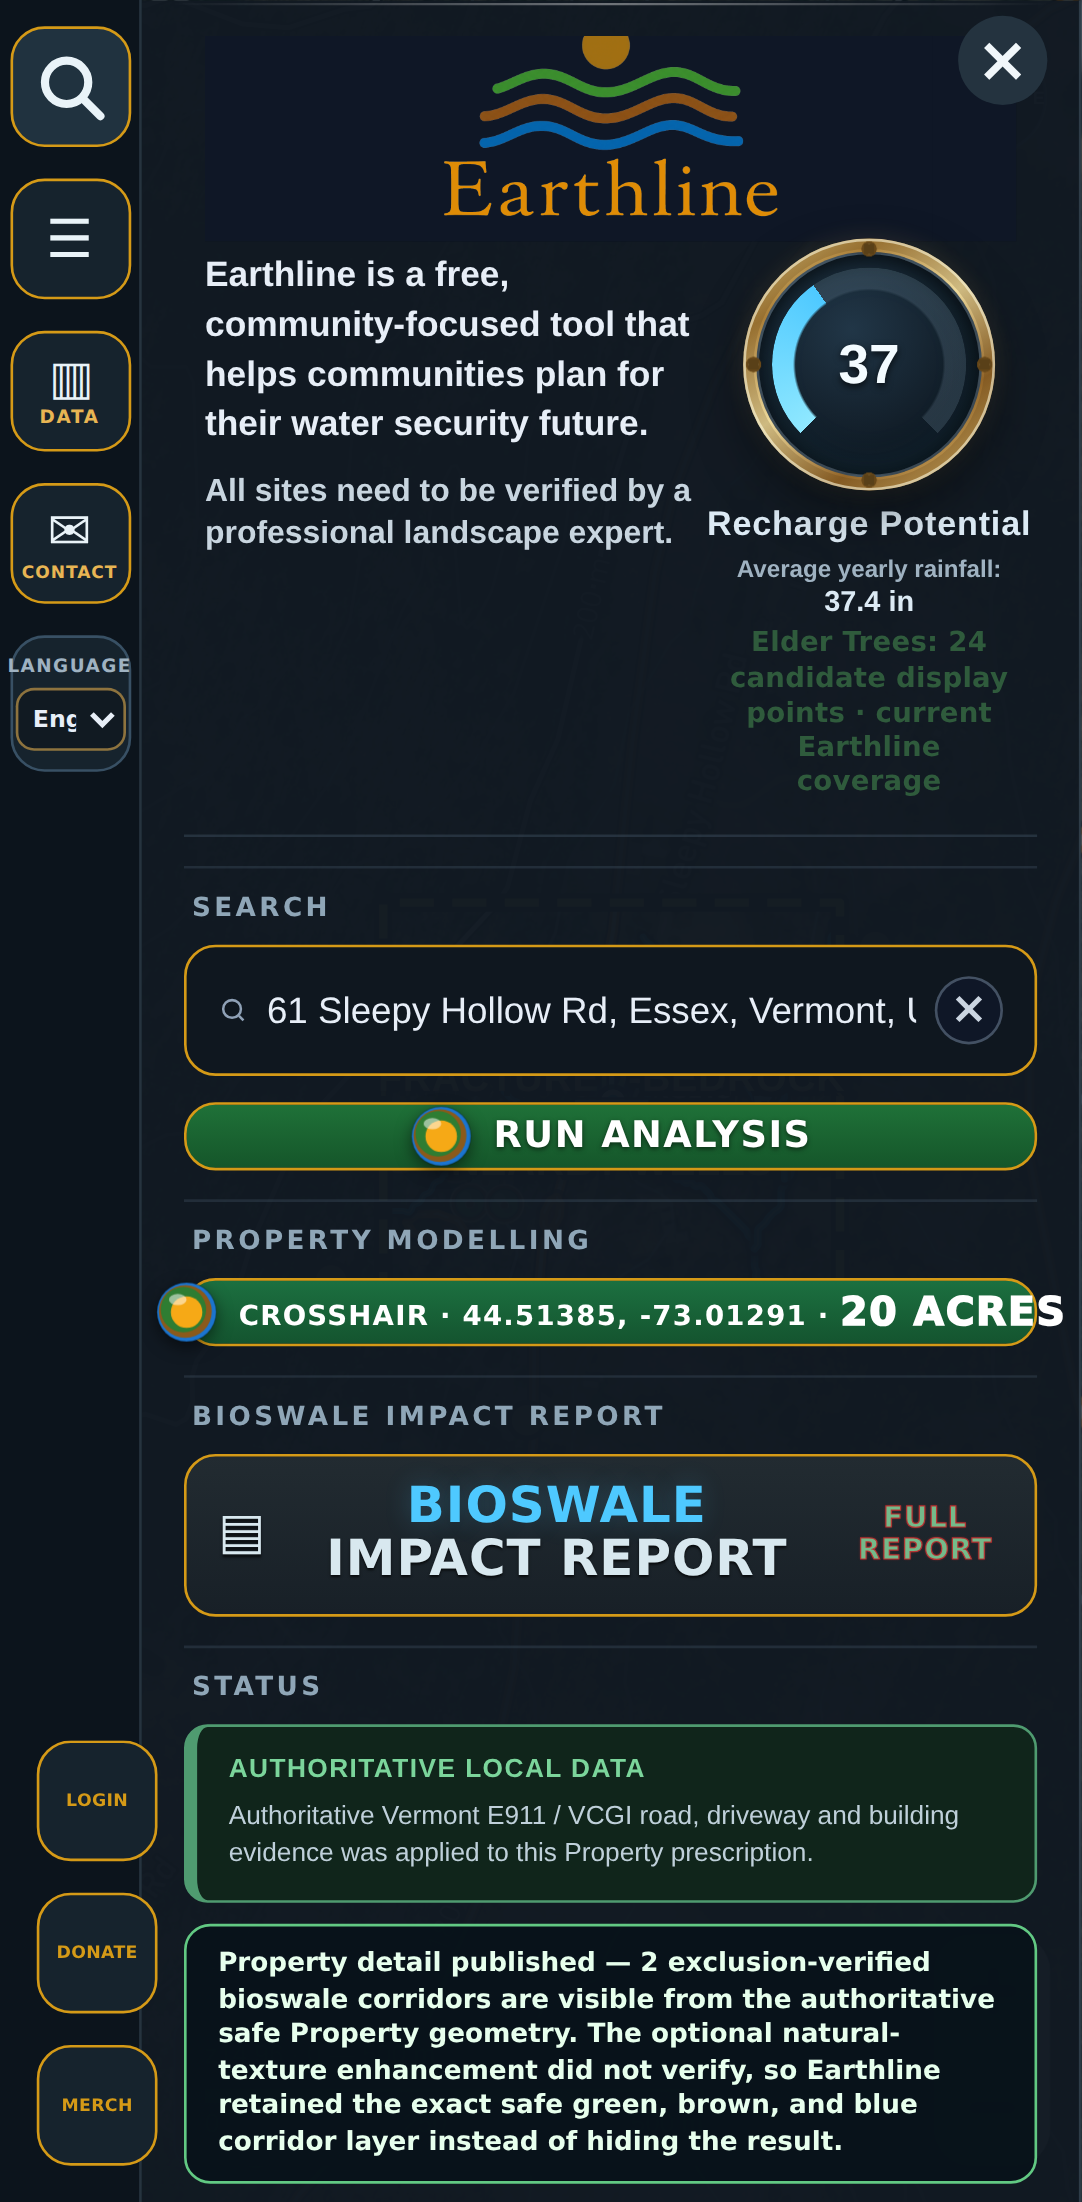 Earthline
Earthline is a free,
community-focused tool that
helps communities plan for
their water security future.
All sites need to be verified by a
professional landscape expert.
37
Recharge Potential
Average yearly rainfall:
37.4 in
Elder Trees: 24
candidate display
points · current
Earthline
coverage
DATA
CONTACT
LANGUAGE
Eng
SEARCH
61 Sleepy Hollow Rd, Essex, Vermont, U
RUN ANALYSIS
PROPERTY MODELLING
CROSSHAIR · 44.51385, -73.01291 · 20 ACRES
BIOSWALE IMPACT REPORT
BIOSWALE
IMPACT REPORT
FULL
REPORT
STATUS
AUTHORITATIVE LOCAL DATA
Authoritative Vermont E911 / VCGI road, driveway and building
evidence was applied to this Property prescription.
Property detail published — 2 exclusion-verified
bioswale corridors are visible from the authoritative
safe Property geometry. The optional natural-
texture enhancement did not verify, so Earthline
retained the exact safe green, brown, and blue
corridor layer instead of hiding the result.
LOGIN
DONATE
MERCH